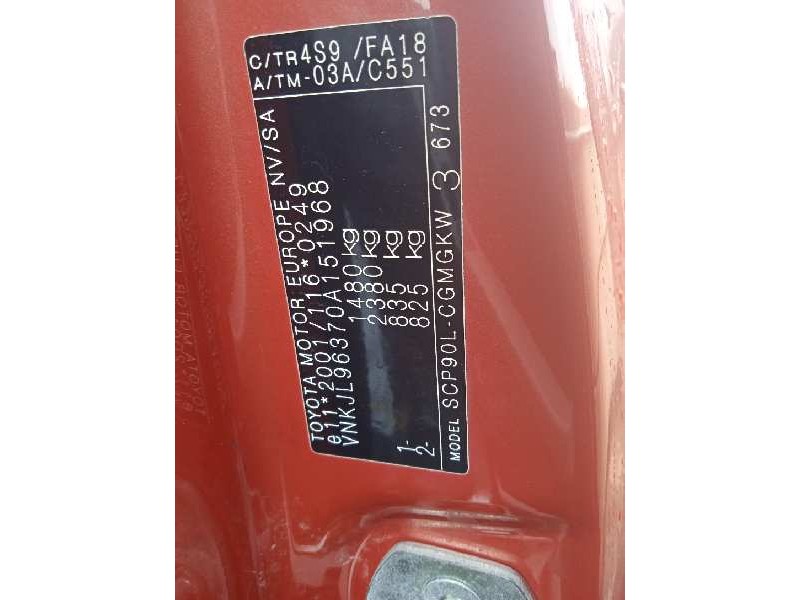 TOYOTA MOTOR EUROPE NV/SA
e11*2001/116*0249
VNKJL96370A151968
1480 kg
2380 kg
1- 835 kg
2- 825 kg
MODEL SCP90L-CGMGKW 3 673
C/TR4S9 /FA18
A/TM-03A/C551